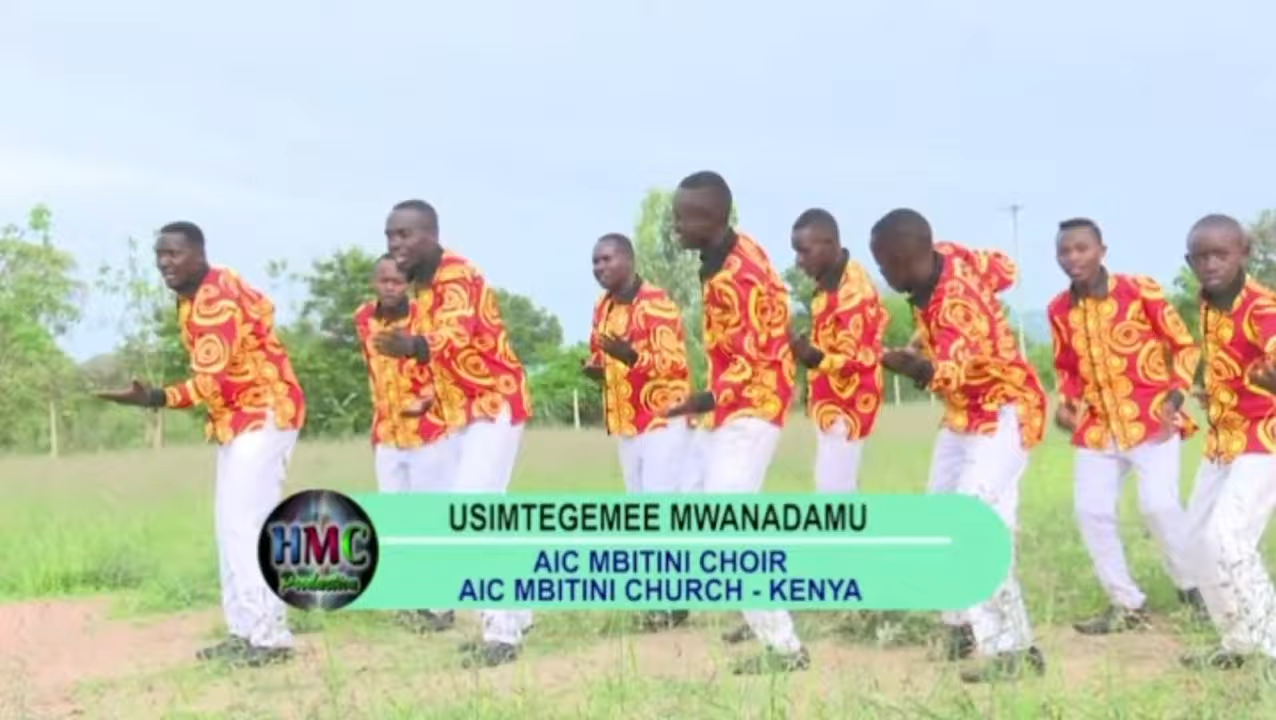 USIMTEGEMEE MWANADAMU
HMC
Production
AIC MBITINI CHOIR
AIC MBITINI CHURCH - KENYA